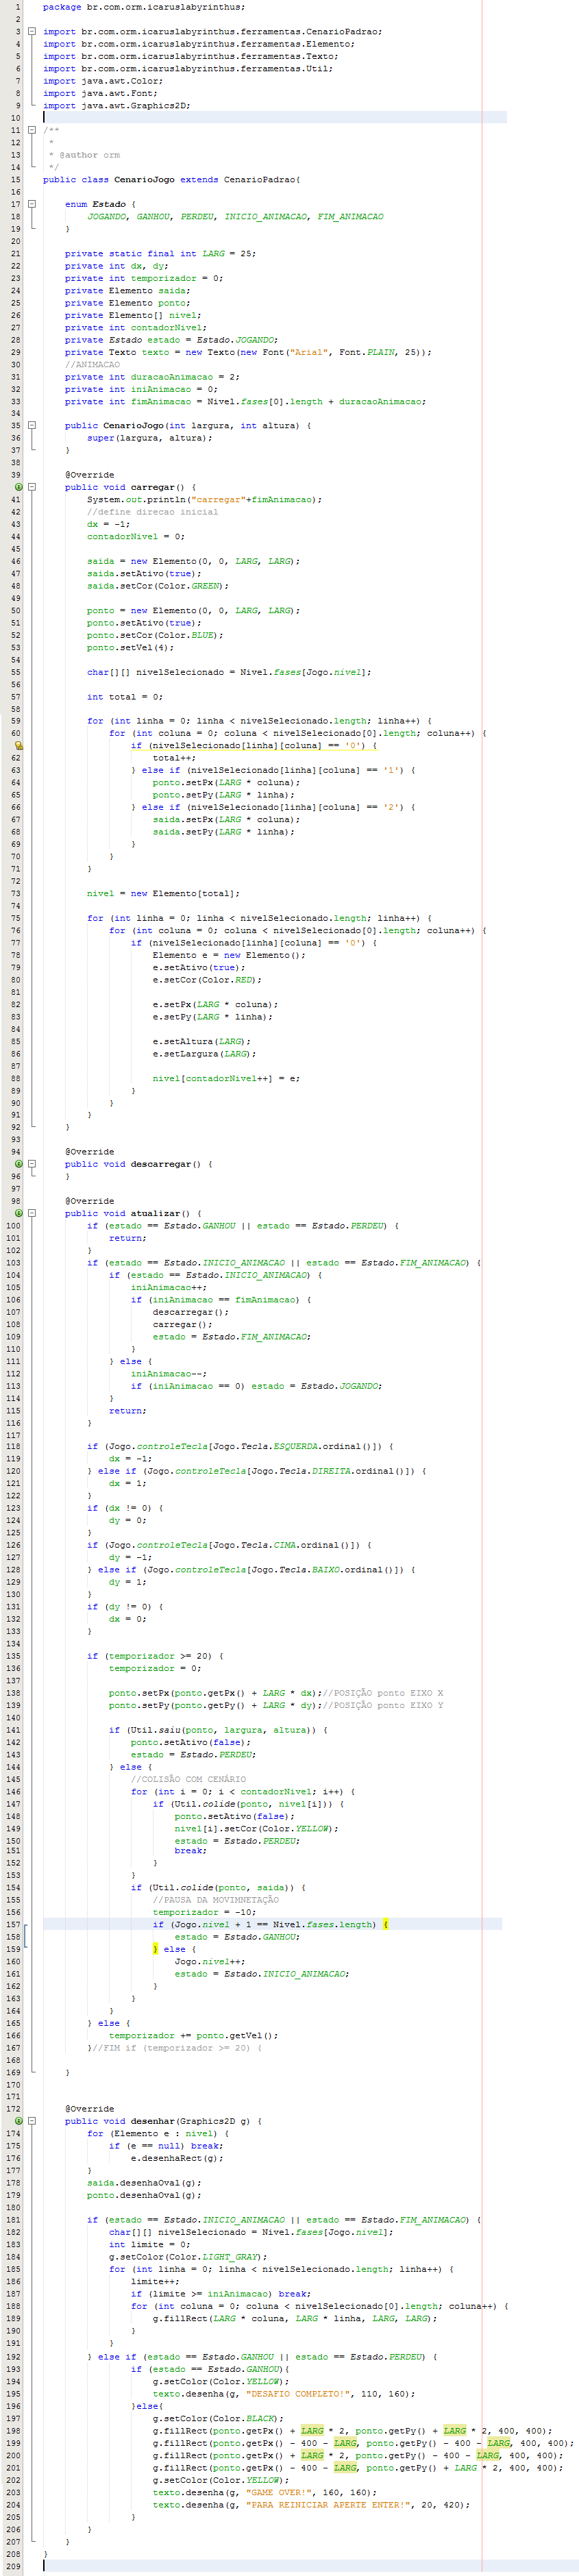 1 package br.com.orm.icaruslabyrinthus;
2
3 import br.com.orm.icaruslabyrinthus.ferramentas.CenarioPadrao;
4 import br.com.orm.icaruslabyrinthus.ferramentas.Elemento;
5 import br.com.orm.icaruslabyrinthus.ferramentas.Texto;
6 import br.com.orm.icaruslabyrinthus.ferramentas.Util;
7 import java.awt.Color;
8 import java.awt.Font;
9 import java.awt.Graphics2D;
10
11 /**
12 *
13 * @author orm
14 */
15 public class CenarioJogo extends CenarioPadrao{
16
17 enum Estado {
18 JOGANDO, GANHOU, PERDEU, INICIO_ANIMACAO, FIM_ANIMACAO
19 }
20
21 private static final int LARG = 25;
22 private int dx, dy;
23 private int temporizador = 0;
24 private Elemento saida;
25 private Elemento ponto;
26 private Elemento[] nivel;
27 private int contadorNivel;
28 private Estado estado = Estado.JOGANDO;
29 private Texto texto = new Texto(new Font("Arial", Font.PLAIN, 25));
30 //ANIMACAO
31 private int duracaoAnimacao = 2;
32 private int iniAnimacao = 0;
33 private int fimAnimacao = Nivel.fases[0].length + duracaoAnimacao;
34
35 public CenarioJogo(int largura, int altura) {
36 super(largura, altura);
37 }
38
39 @Override
public void carregar() {
41 System.out.println("carregar"+fimAnimacao);
42 //define direcao inicial
43 dx = -1;
44 contadorNivel = 0;
45
46 saida = new Elemento(0, 0, LARG, LARG);
47 saida.setAtivo(true);
48 saida.setCor(Color.GREEN);
49
50 ponto = new Elemento(0, 0, LARG, LARG);
51 ponto.setAtivo(true);
52 ponto.setCor(Color.BLUE);
53 ponto.setVel(4);
54
55 char[][] nivelSelecionado = Nivel.fases[Jogo.nivel];
56
57 int total = 0;
58
59 for (int linha = 0; linha < nivelSelecionado.length; linha++) {
60 for (int coluna = 0; coluna < nivelSelecionado[0].length; coluna++) {
if (nivelSelecionado[linha][coluna] == '0') {
62 total++;
63 } else if (nivelSelecionado[linha][coluna] == '1') {
64 ponto.setPx(LARG * coluna);
65 ponto.setPy(LARG * linha);
66 } else if (nivelSelecionado[linha][coluna] == '2') {
67 saida.setPx(LARG * coluna);
68 saida.setPy(LARG * linha);
69 }
70 }
71 }
72
73 nivel = new Elemento[total];
74
75 for (int linha = 0; linha < nivelSelecionado.length; linha++) {
76 for (int coluna = 0; coluna < nivelSelecionado[0].length; coluna++) {
77 if (nivelSelecionado[linha][coluna] == '0') {
78 Elemento e = new Elemento();
79 e.setAtivo(true);
80 e.setCor(Color.RED);
81
82 e.setPx(LARG * coluna);
83 e.setPy(LARG * linha);
84
85 e.setAltura(LARG);
86 e.setLargura(LARG);
87
88 nivel[contadorNivel++] = e;
89 }
90 }
91 }
92 }
93
94 @Override
public void descarregar() {
96 }
97
98 @Override
public void atualizar() {
100 if (estado == Estado.GANHOU || estado == Estado.PERDEU) {
101 return;
102 }
103 if (estado == Estado.INICIO_ANIMACAO || estado == Estado.FIM_ANIMACAO) {
104 if (estado == Estado.INICIO_ANIMACAO) {
105 iniAnimacao++;
106 if (iniAnimacao == fimAnimacao) {
107 descarregar();
108 carregar();
109 estado = Estado.FIM_ANIMACAO;
110 }
111 } else {
112 iniAnimacao--;
113 if (iniAnimacao == 0) estado = Estado.JOGANDO;
114 }
115 return;
116 }
117
118 if (Jogo.controleTecla[Jogo.Tecla.ESQUERDA.ordinal()]) {
119 dx = -1;
120 } else if (Jogo.controleTecla[Jogo.Tecla.DIREITA.ordinal()]) {
121 dx = 1;
122 }
123 if (dx != 0) {
124 dy = 0;
125 }
126 if (Jogo.controleTecla[Jogo.Tecla.CIMA.ordinal()]) {
127 dy = -1;
128 } else if (Jogo.controleTecla[Jogo.Tecla.BAIXO.ordinal()]) {
129 dy = 1;
130 }
131 if (dy != 0) {
132 dx = 0;
133 }
134
135 if (temporizador >= 20) {
136 temporizador = 0;
137
138 ponto.setPx(ponto.getPx() + LARG * dx);//POSIÇÃO ponto EIXO X
139 ponto.setPy(ponto.getPy() + LARG * dy);//POSIÇÃO ponto EIXO Y
140
141 if (Util.saiu(ponto, largura, altura)) {
142 ponto.setAtivo(false);
143 estado = Estado.PERDEU;
144 } else {
145 //COLISÃO COM CENÁRIO
146 for (int i = 0; i < contadorNivel; i++) {
147 if (Util.colide(ponto, nivel[i])) {
148 ponto.setAtivo(false);
149 nivel[i].setCor(Color.YELLOW);
150 estado = Estado.PERDEU;
151 break;
152 }
153 }
154 if (Util.colide(ponto, saida)) {
155 //PAUSA DA MOVIMNETAÇÃO
156 temporizador = -10;
157 if (Jogo.nivel + 1 == Nivel.fases.length) {
158 estado = Estado.GANHOU;
159 } else {
160 Jogo.nivel++;
161 estado = Estado.INICIO_ANIMACAO;
162 }
163 }
164 }
165 } else {
166 temporizador += ponto.getVel();
167 }//FIM if (temporizador >= 20) {
168
169 }
170
171
172 @Override
public void desenhar(Graphics2D g) {
174 for (Elemento e : nivel) {
175 if (e == null) break;
176 e.desenhaRect(g);
177 }
178 saida.desenhaOval(g);
179 ponto.desenhaOval(g);
180
181 if (estado == Estado.INICIO_ANIMACAO || estado == Estado.FIM_ANIMACAO) {
182 char[][] nivelSelecionado = Nivel.fases[Jogo.nivel];
183 int limite = 0;
184 g.setColor(Color.LIGHT_GRAY);
185 for (int linha = 0; linha < nivelSelecionado.length; linha++) {
186 limite++;
187 if (limite >= iniAnimacao) break;
188 for (int coluna = 0; coluna < nivelSelecionado[0].length; coluna++) {
189 g.fillRect(LARG * coluna, LARG * linha, LARG, LARG);
190 }
191 }
192 } else if (estado == Estado.GANHOU || estado == Estado.PERDEU) {
193 if (estado == Estado.GANHOU){
194 g.setColor(Color.YELLOW);
195 texto.desenha(g, "DESAFIO COMPLETO!", 110, 160);
196 }else{
197 g.setColor(Color.BLACK);
198 g.fillRect(ponto.getPx() + LARG * 2, ponto.getPy() + LARG * 2, 400, 400);
199 g.fillRect(ponto.getPx() - 400 - LARG, ponto.getPy() - 400 - LARG, 400, 400);
200 g.fillRect(ponto.getPx() + LARG * 2, ponto.getPy() - 400 - LARG, 400, 400);
201 g.fillRect(ponto.getPx() - 400 - LARG, ponto.getPy() + LARG * 2, 400, 400);
202 g.setColor(Color.YELLOW);
203 texto.desenha(g, "GAME OVER!", 160, 160);
204 texto.desenha(g, "PARA REINICIAR APERTE ENTER!", 20, 420);
205 }
206 }
207 }
208 }
209